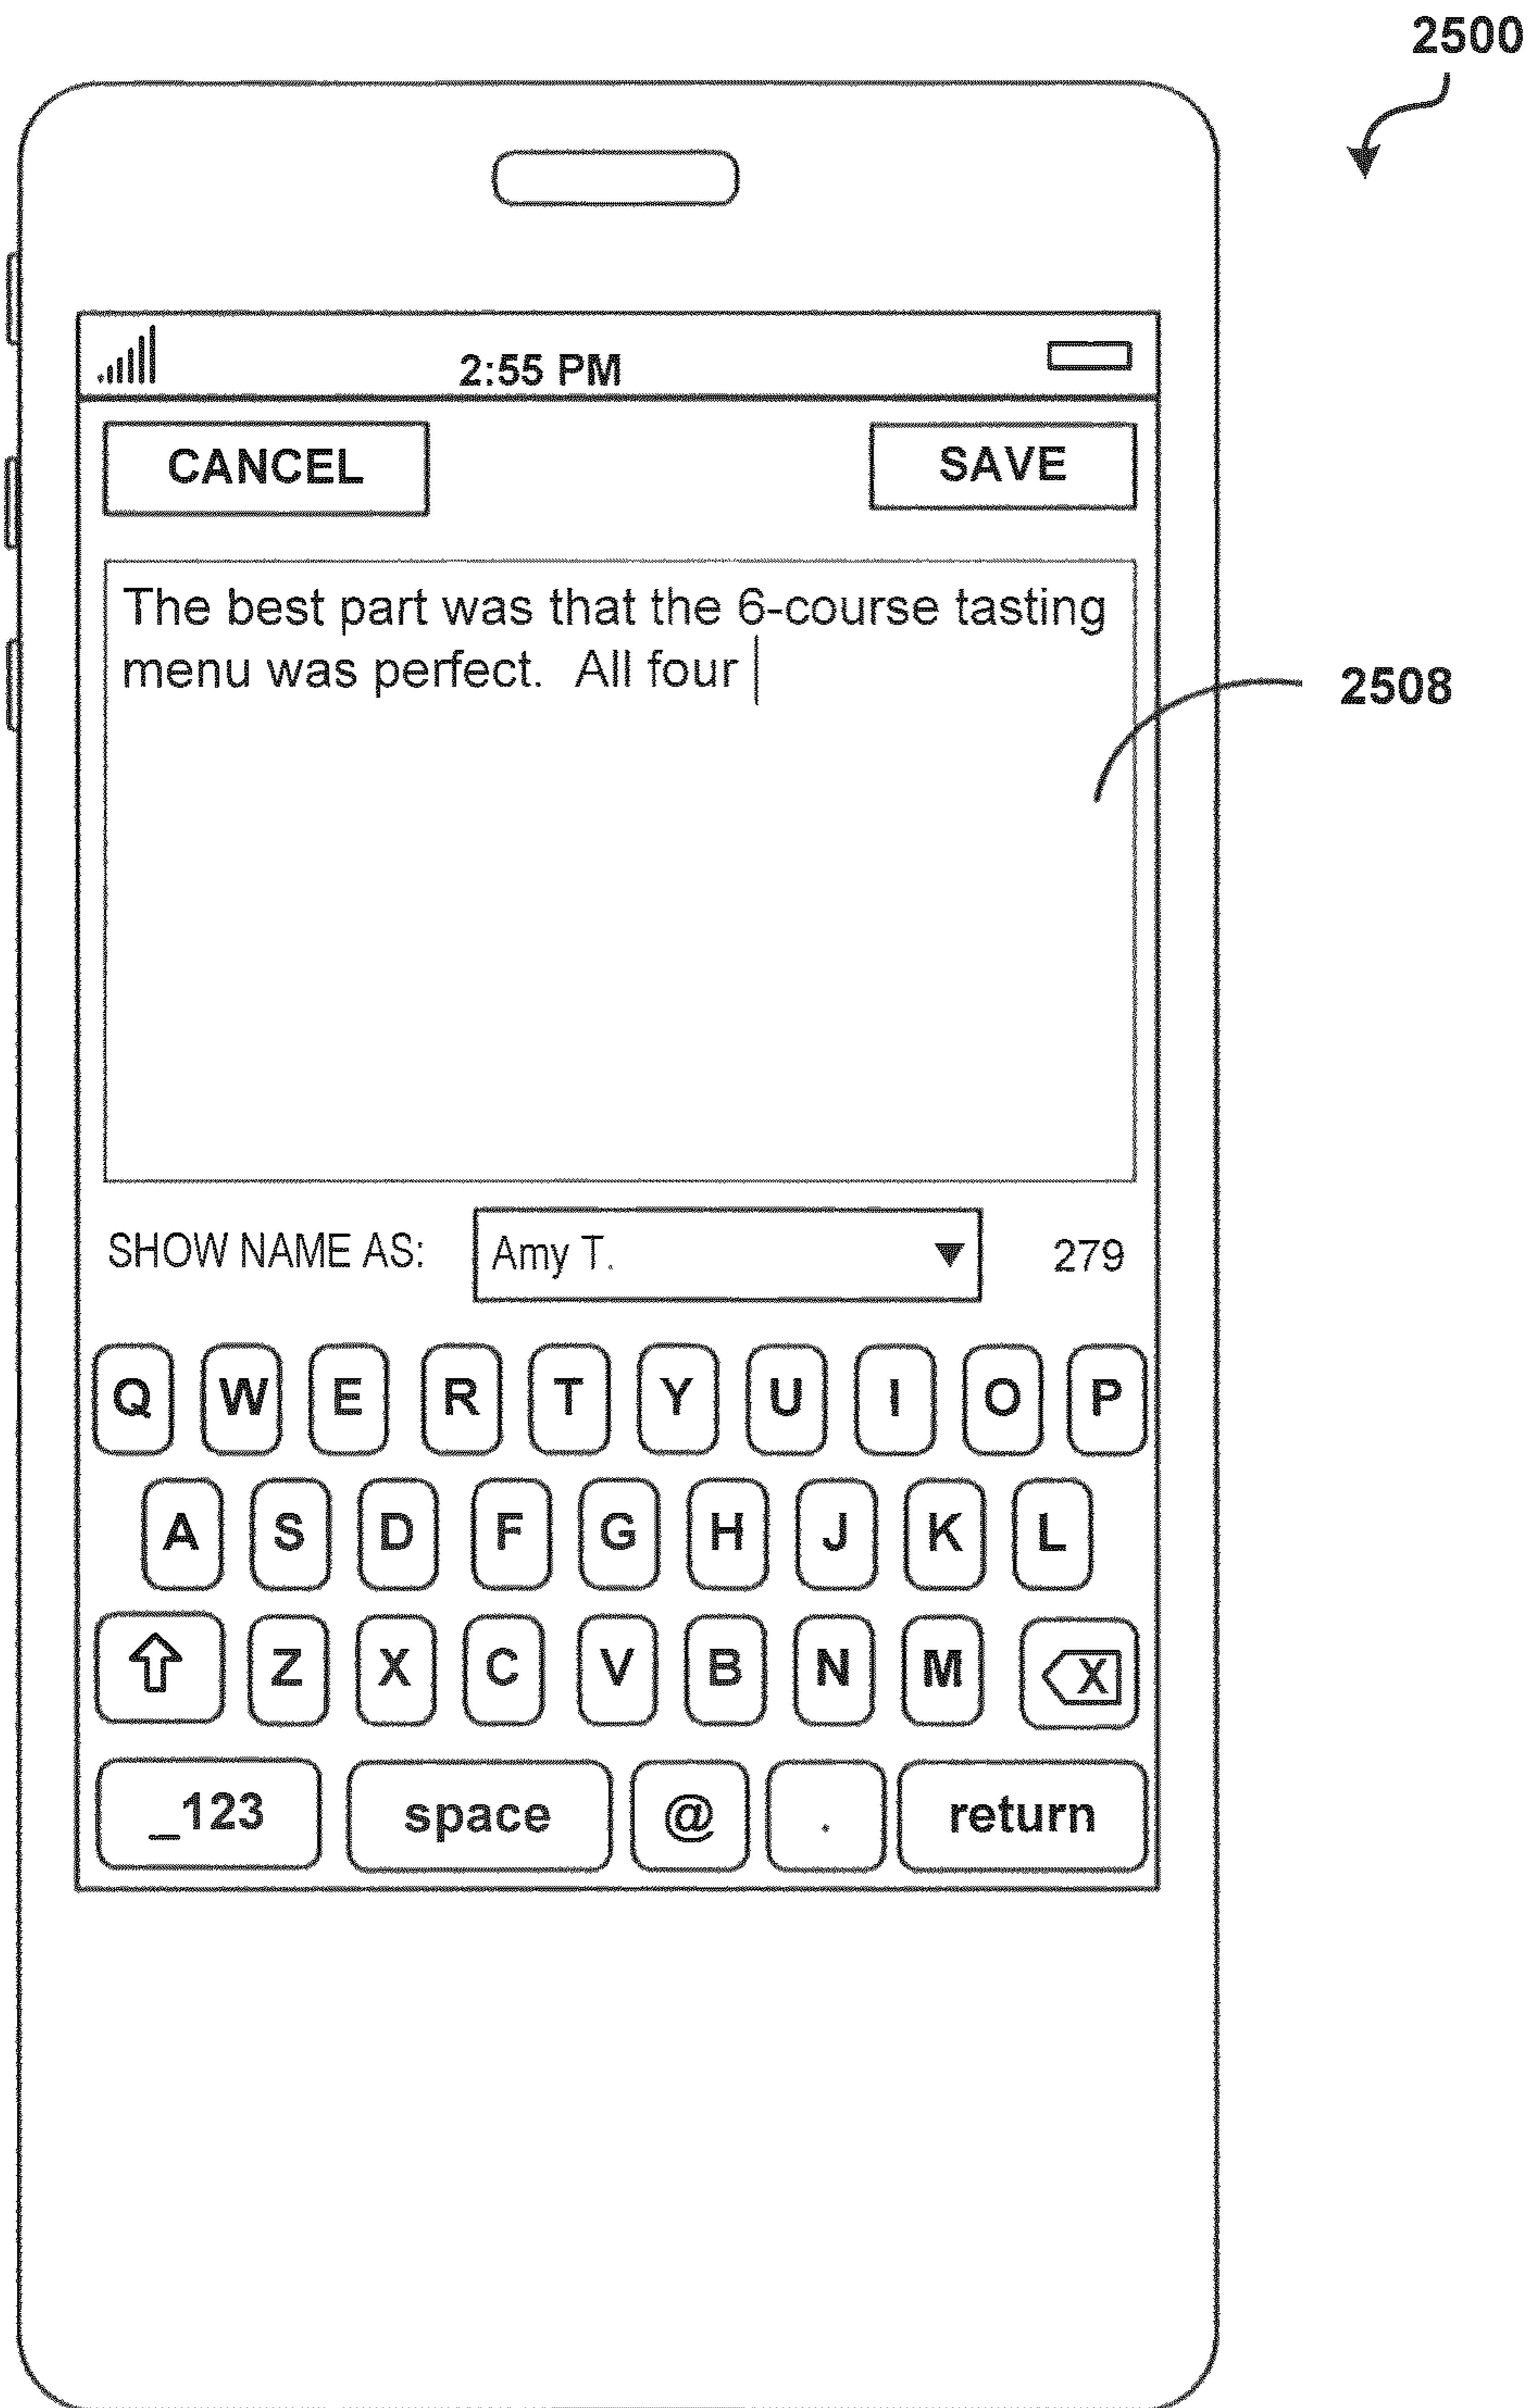 2500
2:55 PM
CANCEL
SAVE
The best part was that the 6-course tasting
menu was perfect.  All four
2508
SHOW NAME AS:
Amy T.
279
Q W E R T Y U I O P
A S D F G H J K L
Z X C V B N M X
_123 space @ . return